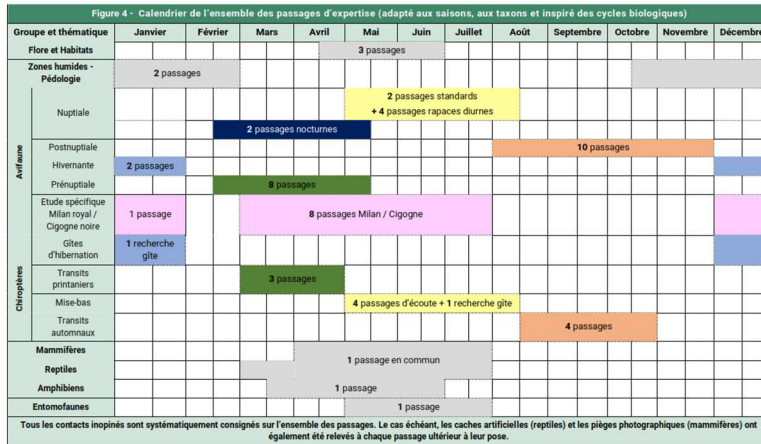 Figure 4 - Calendrier de l'ensemble des passages d'expertise (adapté aux saisons, aux taxons et inspiré des cycles biologiques)
Groupe et thématique Janvier Février Mars Avril Mai Juin Juillet Août Septembre Octobre Novembre Décembre
Flore et Habitats 3 passages
Zones humides -
Pédologie
2 passages
Avifaune
Nuptiale
2 passages standards
+ 4 passages rapaces diurnes
2 passages nocturnes
Postnuptiale 10 passages
Hivernante 2 passages
Prénuptiale 8 passages
Etude spécifique
Milan royal /
Cigogne noire
1 passage 8 passages Milan / Cigogne
Chiroptères
Gîtes
d'hibernation
1 recherche
gîte
Transits
printaniers
3 passages
Mise-bas 4 passages d'écoute + 1 recherche gîte
Transits
automnaux
4 passages
Mammifères
1 passage en commun
Reptiles
Amphibiens 1 passage
Entomofaunes 1 passage
Tous les contacts inopinés sont systématiquement consignés sur l'ensemble des passages. Le cas échéant, les caches artificielles (reptiles) et les pièges photographiques (mammifères) ont
également été relevés à chaque passage ultérieur à leur pose.